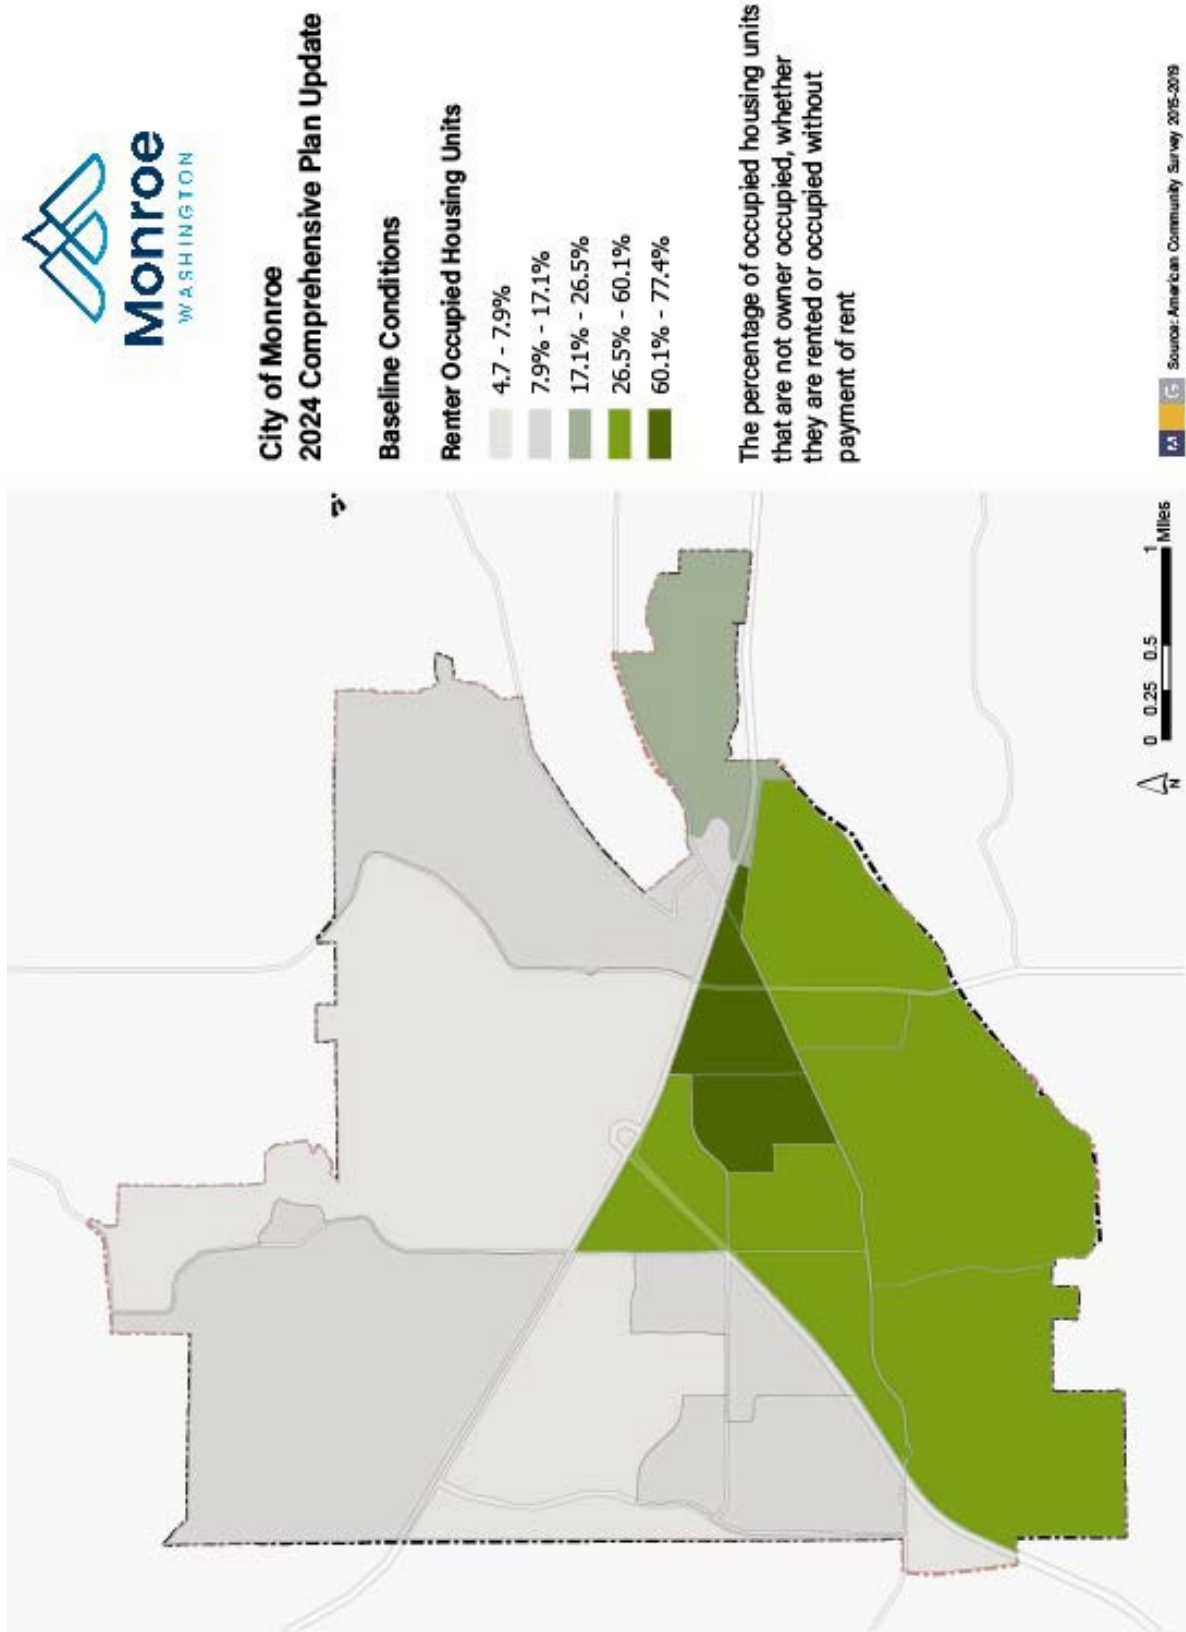 Monroe
WASHINGTON
City of Monroe
2024 Comprehensive Plan Update
Baseline Conditions
Renter Occupied Housing Units
4.7 - 7.9%
7.9% - 17.1%
17.1% - 26.5%
26.5% - 60.1%
60.1% - 77.4%
The percentage of occupied housing units
that are not owner occupied, whether
they are rented or occupied without
payment of rent
N
0 0.25 0.5 1 Miles
M G
Source: American Community Survey 2015-2019